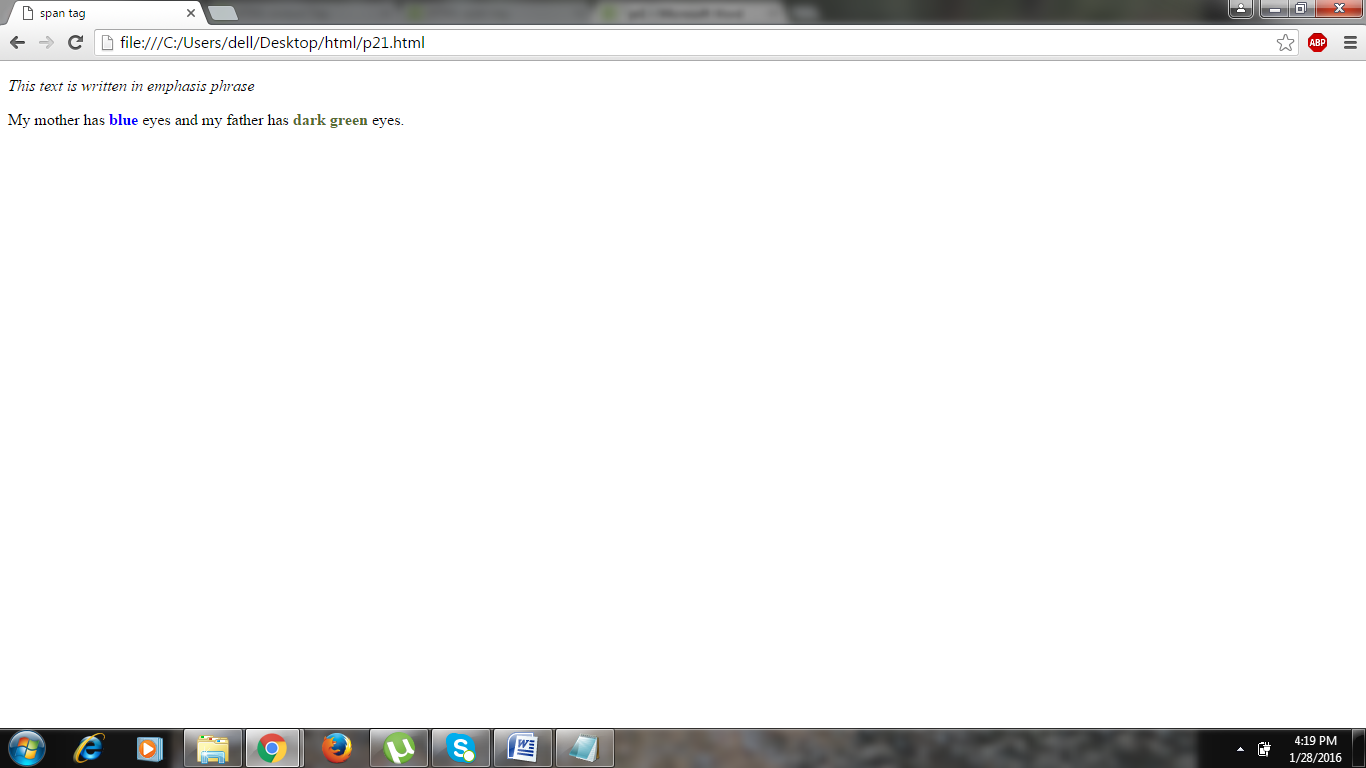 span tag
file:///C:/Users/dell/Desktop/html/p21.html
ABP
This text is written in emphasis phrase
My mother has blue eyes and my father has dark green eyes.
4:19 PM
1/28/2016